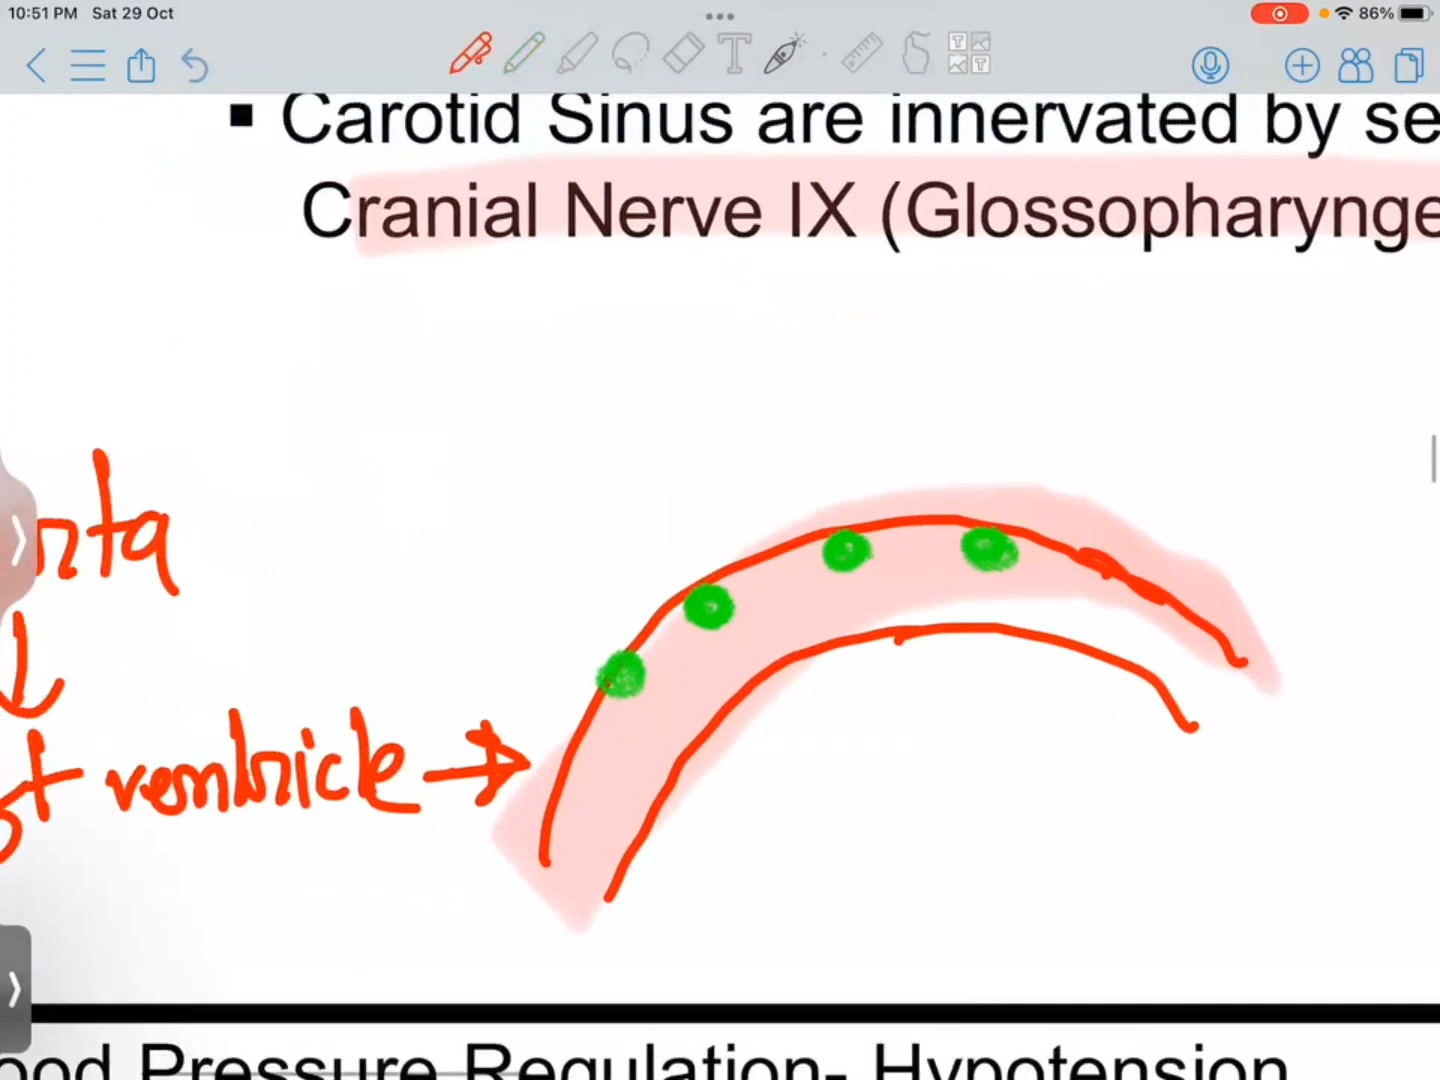 10:51 PM Sat 29 Oct
86%
Carotid Sinus are innervated by se
Cranial Nerve IX (Glossopharynge
nta
ventricle →
ood Pressure Regulation- Hypotension